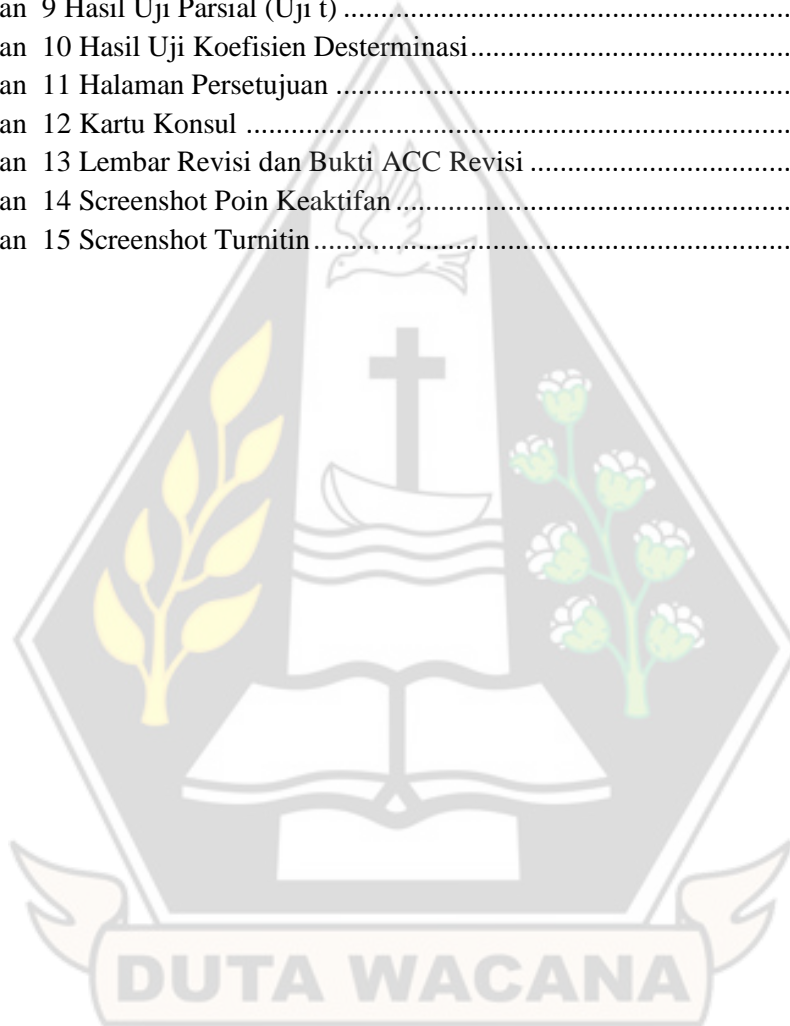 an 9 Hasil Uji Parsial (Uji t) ............................................................
an 10 Hasil Uji Koefisien Desterminasi ...........................................
an 11 Halaman Persetujuan .............................................................
an 12 Kartu Konsul .........................................................................
an 13 Lembar Revisi dan Bukti ACC Revisi ...................................
an 14 Screenshot Poin Keaktifan .....................................................
an 15 Screenshot Turnitin ................................................................
DUTA WACANA